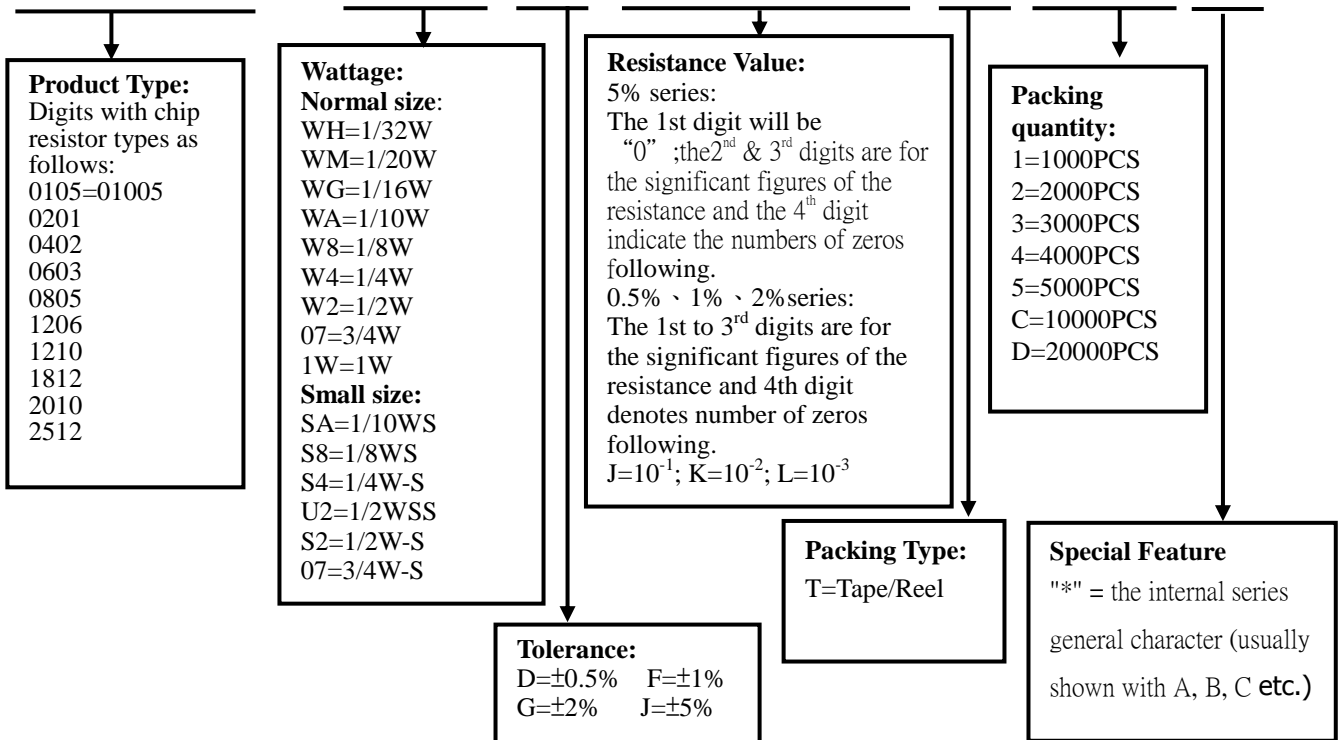 Product Type:
Digits with chip
resistor types as
follows:
0105=01005
0201
0402
0603
0805
1206
1210
1812
2010
2512
Wattage:
Normal size:
WH=1/32W
WM=1/20W
WG=1/16W
WA=1/10W
W8=1/8W
W4=1/4W
W2=1/2W
07=3/4W
1W=1W
Small size:
SA=1/10WS
S8=1/8WS
S4=1/4W-S
U2=1/2WSS
S2=1/2W-S
07=3/4W-S
Tolerance:
D=±0.5% F=±1%
G=±2% J=±5%
Resistance Value:
5% series:
The 1st digit will be
“0” ;the2nd & 3rd digits are for
the significant figures of the
resistance and the 4th digit
indicate the numbers of zeros
following.
0.5%、1%、2%series:
The 1st to 3rd digits are for
the significant figures of the
resistance and 4th digit
denotes number of zeros
following.
J=10-1; K=10-2; L=10-3
Packing Type:
T=Tape/Reel
Packing
quantity:
1=1000PCS
2=2000PCS
3=3000PCS
4=4000PCS
5=5000PCS
C=10000PCS
D=20000PCS
Special Feature
"*" = the internal series
general character (usually
shown with A, B, C etc.)